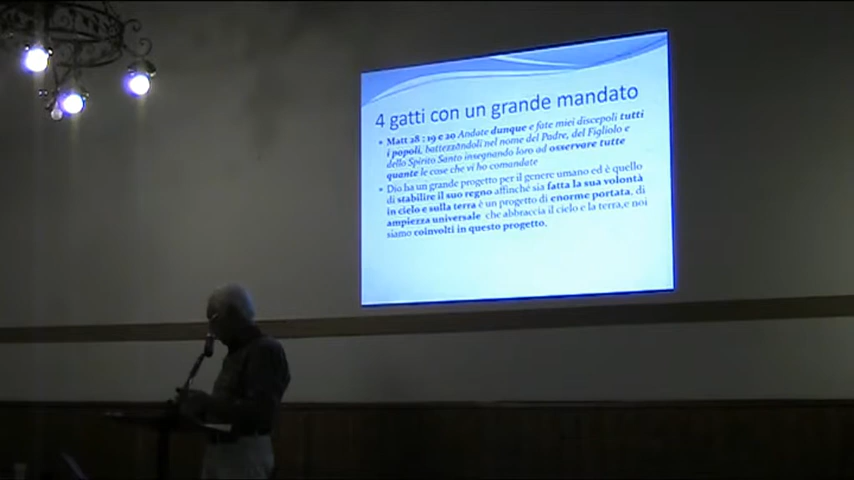 4 gatti con un grande mandato
• Matt 28 : 19 e 20 Andate dunque e fate miei discepoli tutti
i popoli, battezzandoli nel nome del Padre, del Figliolo e
dello Spirito Santo insegnando loro ad osservare tutte
quante le cose che vi ho comandate
• Dio ha un grande progetto per il genere umano ed è quello
di stabilire il suo regno affinché sia fatta la sua volontà
in cielo e sulla terra è un progetto di enorme portata, di
ampiezza universale che abbraccia il cielo e la terra,e noi
siamo coinvolti in questo progetto.